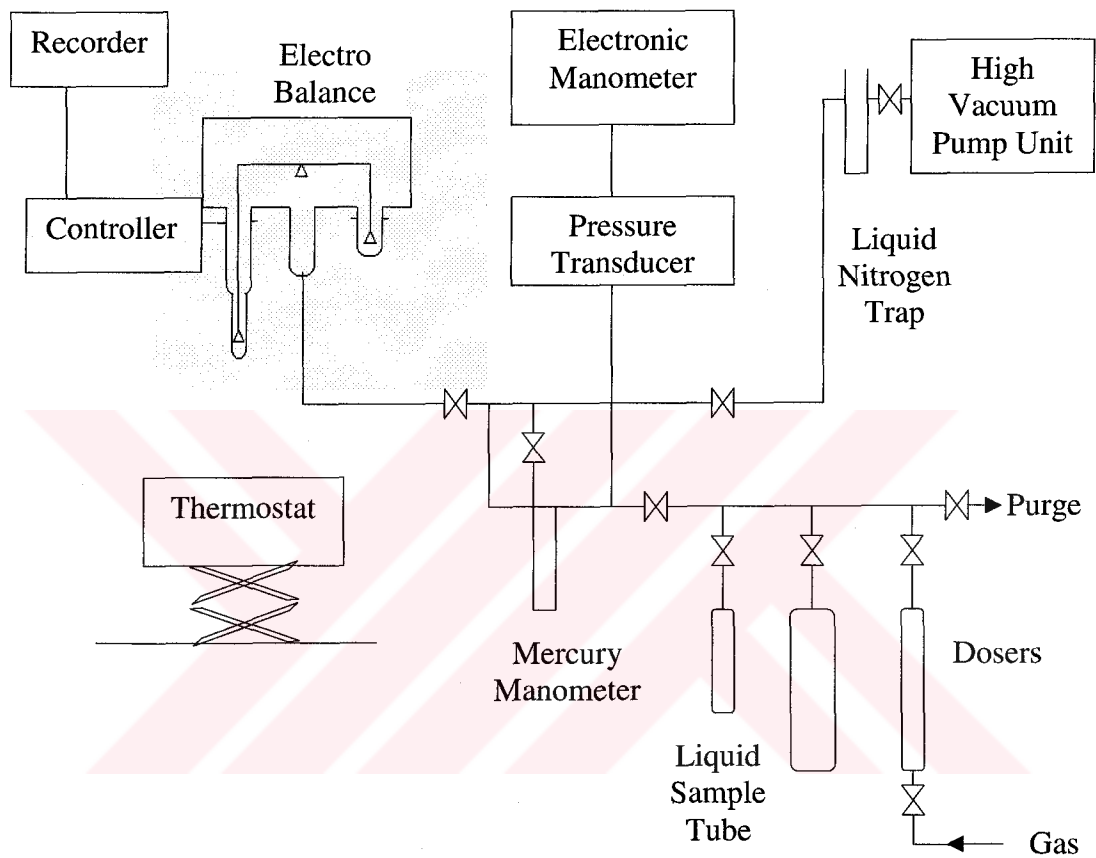 Recorder
Electro
Balance
Electronic
Manometer
High
Vacuum
Pump Unit
Controller
Pressure
Transducer
Liquid
Nitrogen
Trap
Thermostat
Purge
Mercury
Manometer
Dosers
Liquid
Sample
Tube
Gas